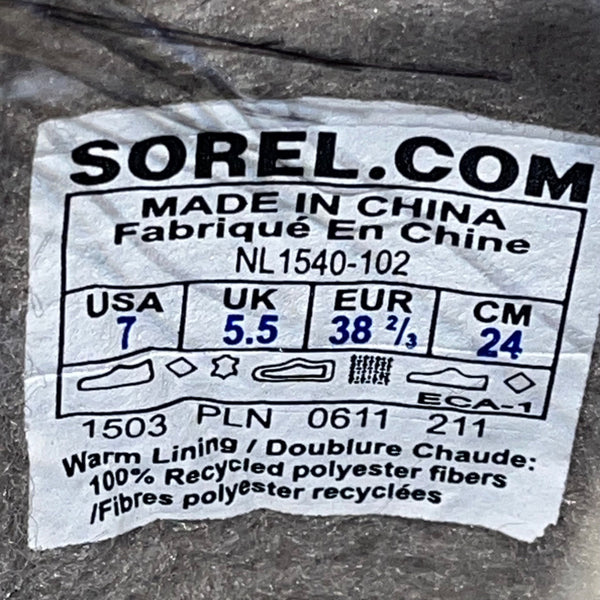 SOREL.COM
MADE IN CHINA
Fabriqué En Chine
NL1540-102
USA UK EUR CM
7 5.5 38 2/3 24
ECA-1
1503 PLN 0611 211
Warm Lining / Doublure Chaude:
100% Recycled polyester fibers
/Fibres polyester recyclées